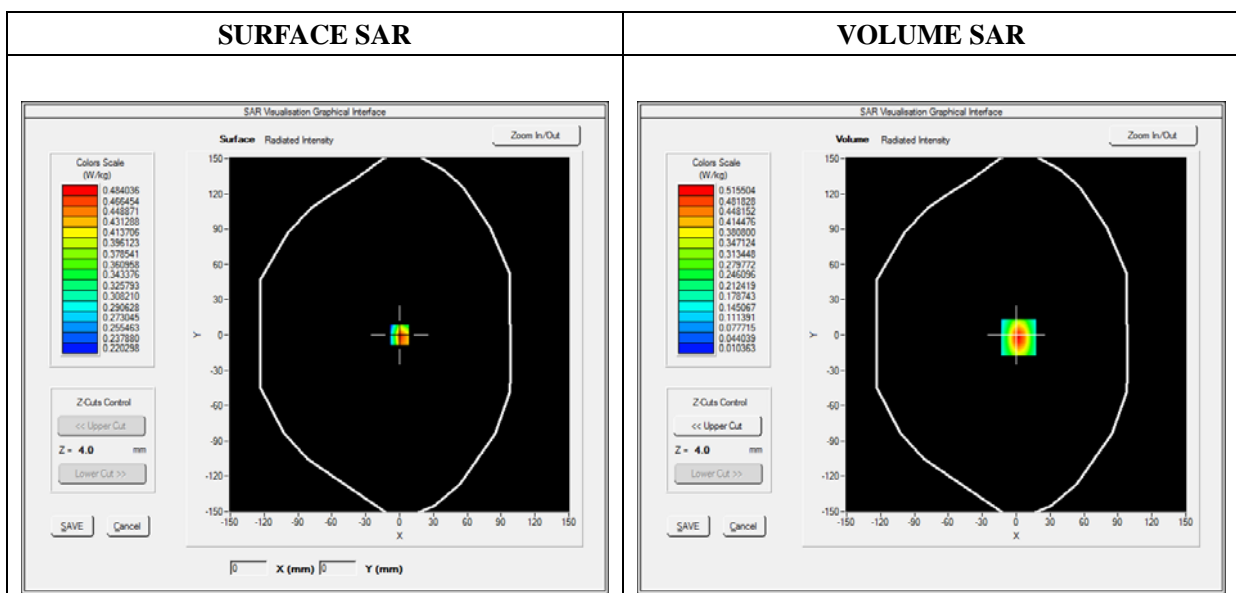 SURFACE SAR
VOLUME SAR
SAR Visualisation Graphical Interface
Surface Radiated Intensity
Zoom In/Out
Colors Scale
(W/kg)
0.484036
0.466454
0.448871
0.431288
0.413706
0.396123
0.378541
0.360958
0.343376
0.325793
0.308210
0.290628
0.273045
0.255463
0.237880
0.220298
Z-Cuts Control
<< Upper Cut
Z = 4.0 mm
Lower Cut >>
SAVE Cancel
150
120
90
60
30
0
-30
-60
-90
-120
-150
Y
-150 -120 -90 -60 -30 0 30 60 90 120 150
X
0 X (mm) 0 Y (mm)
SAR Visualisation Graphical Interface
Volume Radiated Intensity
Zoom In/Out
Colors Scale
(W/kg)
0.515504
0.481828
0.448152
0.414476
0.380800
0.347124
0.313448
0.279772
0.246096
0.212419
0.178743
0.145067
0.111391
0.077715
0.044039
0.010363
Z-Cuts Control
<< Upper Cut
Z = 4.0 mm
Lower Cut >>
SAVE Cancel
150
120
90
60
30
0
-30
-60
-90
-120
-150
Y
-150 -120 -90 -60 -30 0 30 60 90 120 150
X